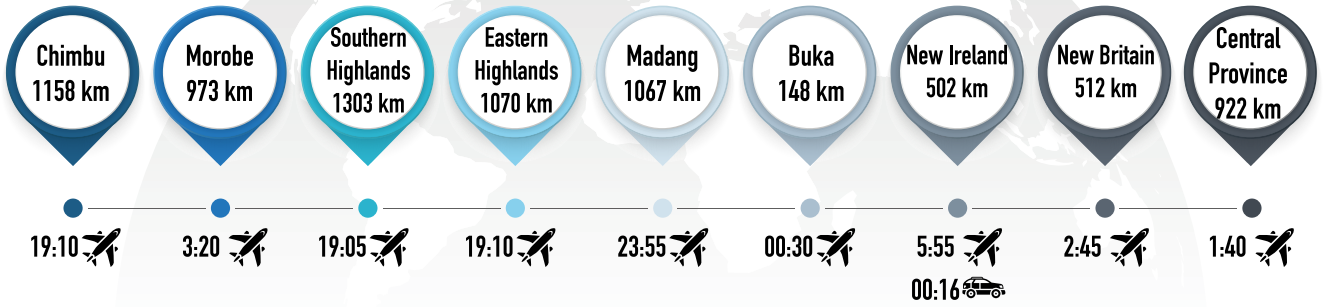 Chimbu
1158 km
Morobe
973 km
Southern
Highlands
1303 km
Eastern
Highlands
1070 km
Madang
1067 km
Buka
148 km
New Ireland
502 km
New Britain
512 km
Central
Province
922 km
19:10
3:20
19:05
19:10
23:55
00:30
5:55
00:16
2:45
1:40